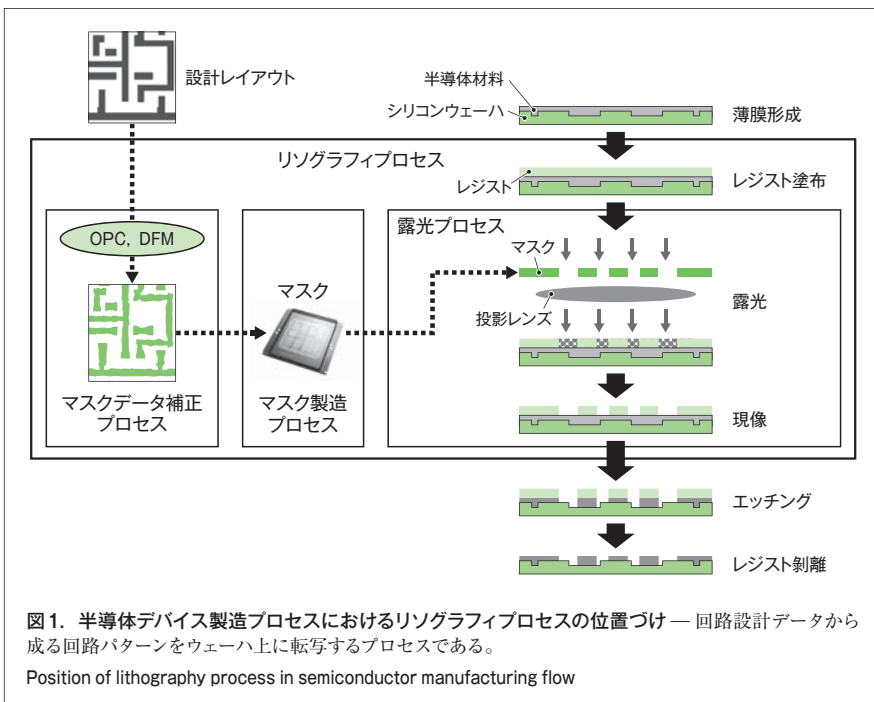 設計レイアウト
半導体材料
シリコンウェーハ
薄膜形成
リソグラフィプロセス
レジスト
レジスト塗布
OPC, DFM
マスクデータ補正
プロセス
マスク
マスク製造
プロセス
露光プロセス
マスク
投影レンズ
露光
現像
エッチング
レジスト剝離
図1．半導体デバイス製造プロセスにおけるリソグラフィプロセスの位置づけ — 回路設計データから
成る回路パターンをウェーハ上に転写するプロセスである。
Position of lithography process in semiconductor manufacturing flow